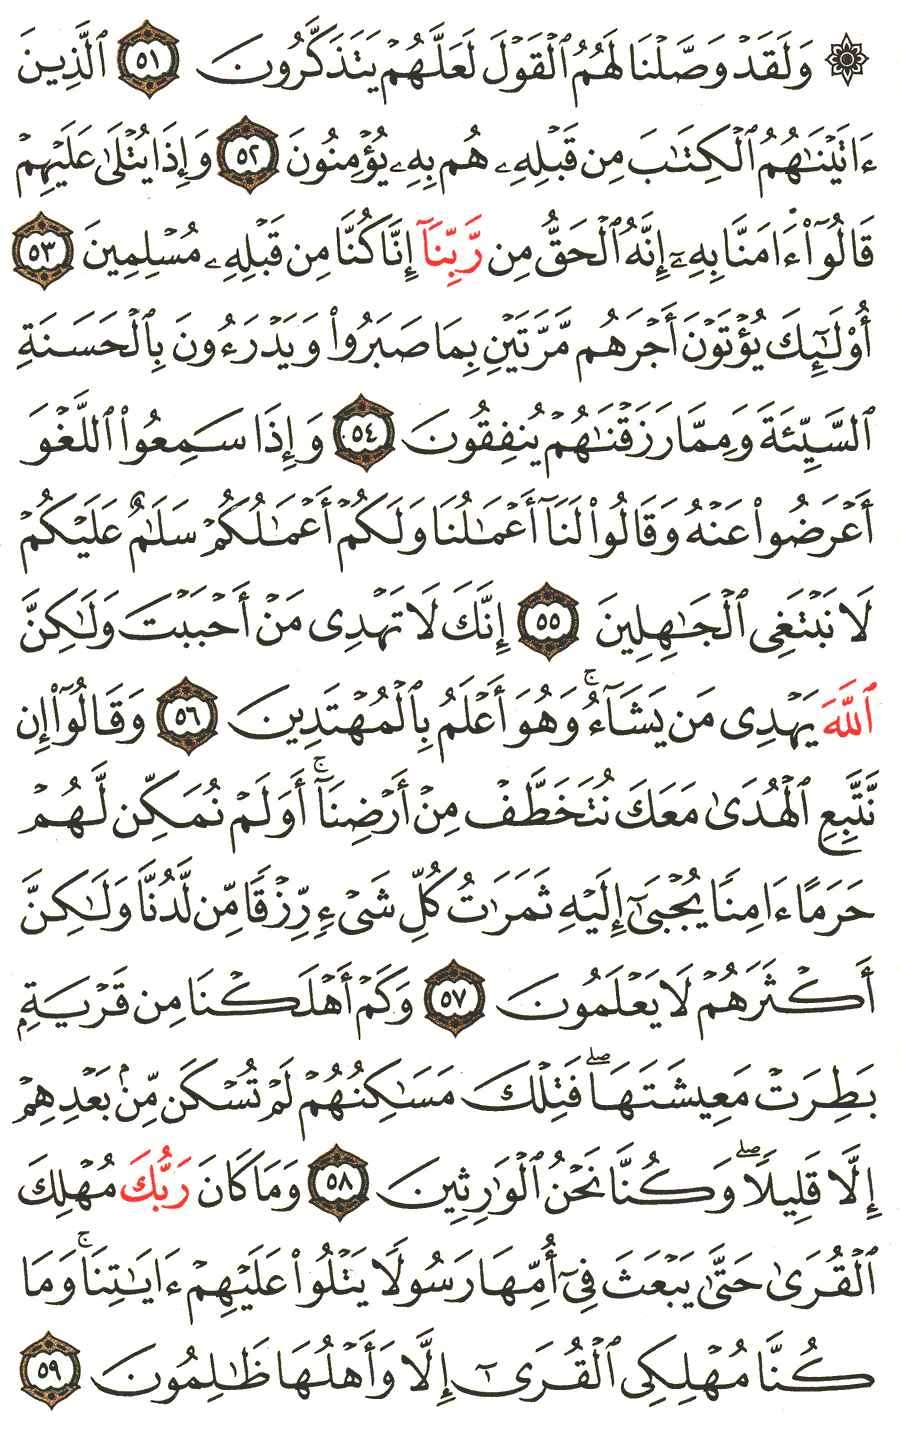 ۞ وَلَقَدْ وَصَّلْنَا لَهُمُ ٱلْقَوْلَ لَعَلَّهُمْ يَتَذَكَّرُونَ ٥١ ٱلَّذِينَ
ءَاتَيْنَٰهُمُ ٱلْكِتَٰبَ مِن قَبْلِهِۦ هُم بِهِۦ يُؤْمِنُونَ ٥٢ وَإِذَا يُتْلَىٰ عَلَيْهِمْ
قَالُوٓا۟ ءَامَنَّا بِهِۦٓ إِنَّهُ ٱلْحَقُّ مِن رَّبِّنَآ إِنَّا كُنَّا مِن قَبْلِهِۦ مُسْلِمِينَ ٥٣
أُو۟لَٰٓئِكَ يُؤْتَوْنَ أَجْرَهُم مَّرَّتَيْنِ بِمَا صَبَرُوا۟ وَيَدْرَءُونَ بِٱلْحَسَنَةِ
ٱلسَّيِّئَةَ وَمِمَّا رَزَقْنَٰهُمْ يُنفِقُونَ ٥٤ وَإِذَا سَمِعُوا۟ ٱللَّغْوَ
أَعْرَضُوا۟ عَنْهُ وَقَالُوا۟ لَنَآ أَعْمَٰلُنَا وَلَكُمْ أَعْمَٰلُكُمْ سَلَٰمٌ عَلَيْكُمْ
لَا نَبْتَغِى ٱلْجَٰهِلِينَ ٥٥ إِنَّكَ لَا تَهْدِى مَنْ أَحْبَبْتَ وَلَٰكِنَّ
ٱللَّهَ يَهْدِى مَن يَشَآءُ ۚ وَهُوَ أَعْلَمُ بِٱلْمُهْتَدِينَ ٥٦ وَقَالُوٓا۟ إِن
نَّتَّبِعِ ٱلْهُدَىٰ مَعَكَ نُتَخَطَّفْ مِنْ أَرْضِنَآ ۚ أَوَلَمْ نُمَكِّن لَّهُمْ
حَرَمًا ءَامِنًا يُجْبَىٰٓ إِلَيْهِ ثَمَرَٰتُ كُلِّ شَىْءٍ رِّزْقًا مِّن لَّدُنَّا وَلَٰكِنَّ
أَكْثَرَهُمْ لَا يَعْلَمُونَ ٥٧ وَكَمْ أَهْلَكْنَا مِن قَرْيَةٍۭ
بَطِرَتْ مَعِيشَتَهَا ۖ فَتِلْكَ مَسَٰكِنُهُمْ لَمْ تُسْكَن مِّنۢ بَعْدِهِمْ
إِلَّا قَلِيلًا ۖ وَكُنَّا نَحْنُ ٱلْوَٰرِثِينَ ٥٨ وَمَا كَانَ رَبُّكَ مُهْلِكَ
ٱلْقُرَىٰ حَتَّىٰ يَبْعَثَ فِىٓ أُمِّهَا رَسُولًا يَتْلُوا۟ عَلَيْهِمْ ءَايَٰتِنَا ۚ وَمَا
كُنَّا مُهْلِكِى ٱلْقُرَىٰٓ إِلَّا وَأَهْلُهَا ظَٰلِمُونَ ٥٩